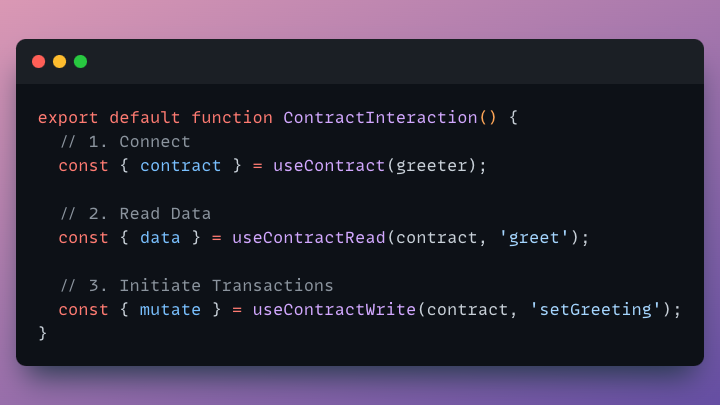 export default function ContractInteraction() {
  // 1. Connect
  const { contract } = useContract(greeter);

  // 2. Read Data
  const { data } = useContractRead(contract, 'greet');

  // 3. Initiate Transactions
  const { mutate } = useContractWrite(contract, 'setGreeting');
}